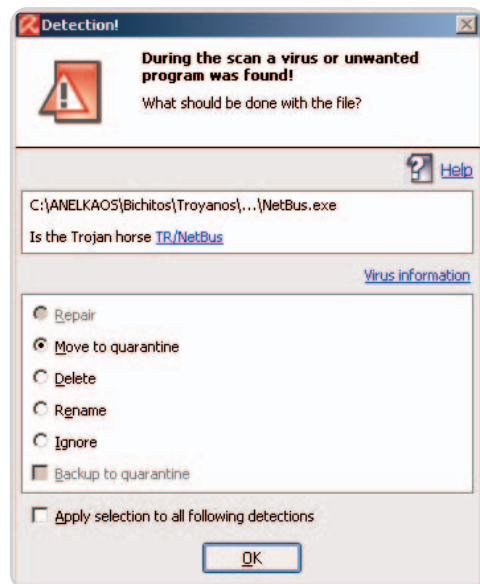 Detection!
During the scan a virus or unwanted
program was found!
What should be done with the file?
Help
C:\ANELKAOS\Bichitos\Troyanos\...\NetBus.exe
Is the Trojan horse TR/NetBus
Virus information
Repair
Move to quarantine
Delete
Rename
Ignore
Backup to quarantine
Apply selection to all following detections
OK